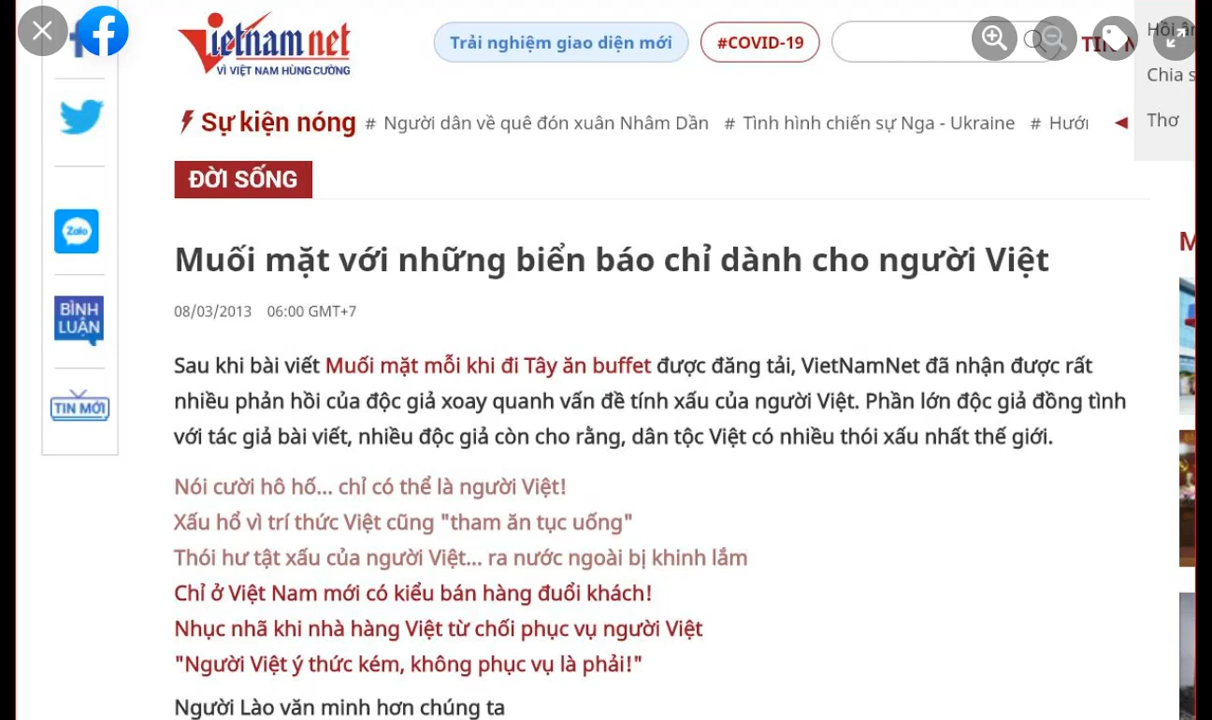 Vietnam net
VÌ VIỆT NAM HÙNG CƯỜNG
Trải nghiệm giao diện mới
#COVID-19
TIN
Chia s
Thơ
Sự kiện nóng # Người dân về quê đón xuân Nhâm Dần # Tình hình chiến sự Nga - Ukraine # Hướn
ĐỜI SỐNG
Zalo
BÌNH LUẬN
TIN MỚI
Muối mặt với những biển báo chỉ dành cho người Việt
08/03/2013 06:00 GMT+7
Sau khi bài viết Muối mặt mỗi khi đi Tây ăn buffet được đăng tải, VietNamNet đã nhận được rất
nhiều phản hồi của độc giả xoay quanh vấn đề tính xấu của người Việt. Phần lớn độc giả đồng tình
với tác giả bài viết, nhiều độc giả còn cho rằng, dân tộc Việt có nhiều thói xấu nhất thế giới.
Nói cười hô hố... chỉ có thể là người Việt!
Xấu hổ vì trí thức Việt cũng "tham ăn tục uống"
Thói hư tật xấu của người Việt... ra nước ngoài bị khinh lắm
Chỉ ở Việt Nam mới có kiểu bán hàng đuổi khách!
Nhục nhã khi nhà hàng Việt từ chối phục vụ người Việt
"Người Việt ý thức kém, không phục vụ là phải!"
Người Lào văn minh hơn chúng ta